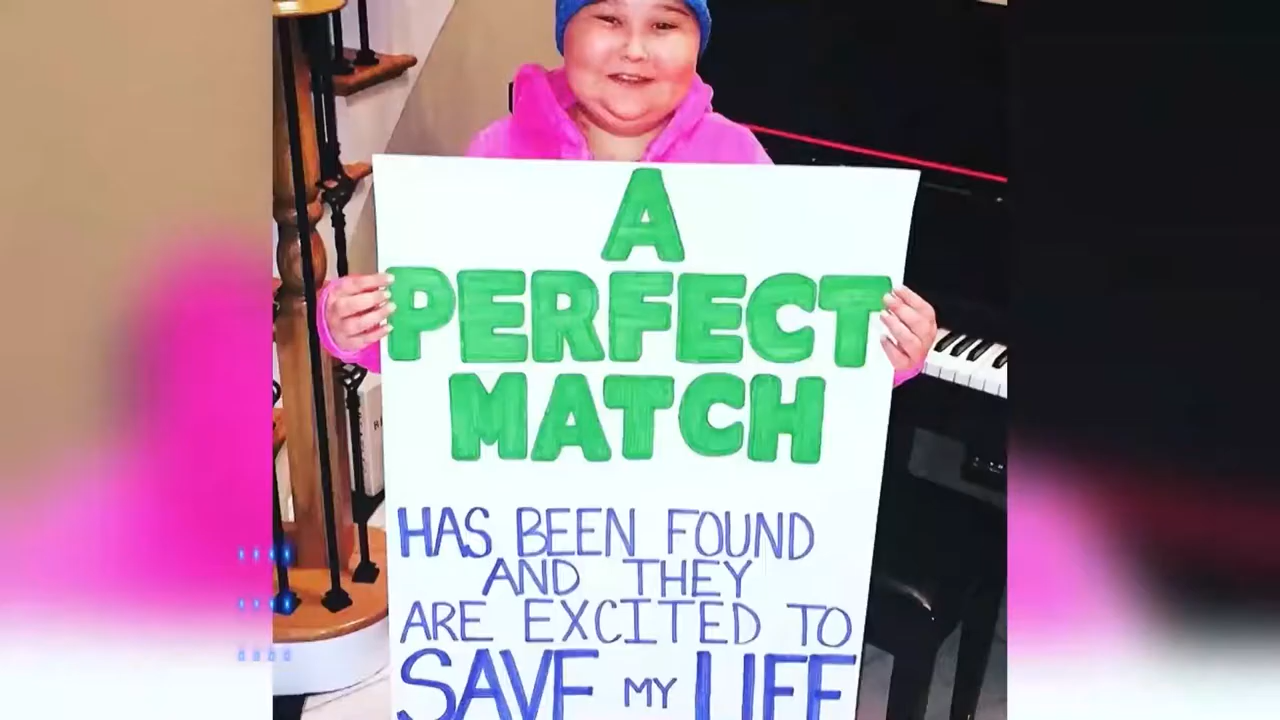 A
PERFECT
MATCH
HAS BEEN FOUND
AND THEY
ARE EXCITED TO
SAVE MY LIFE